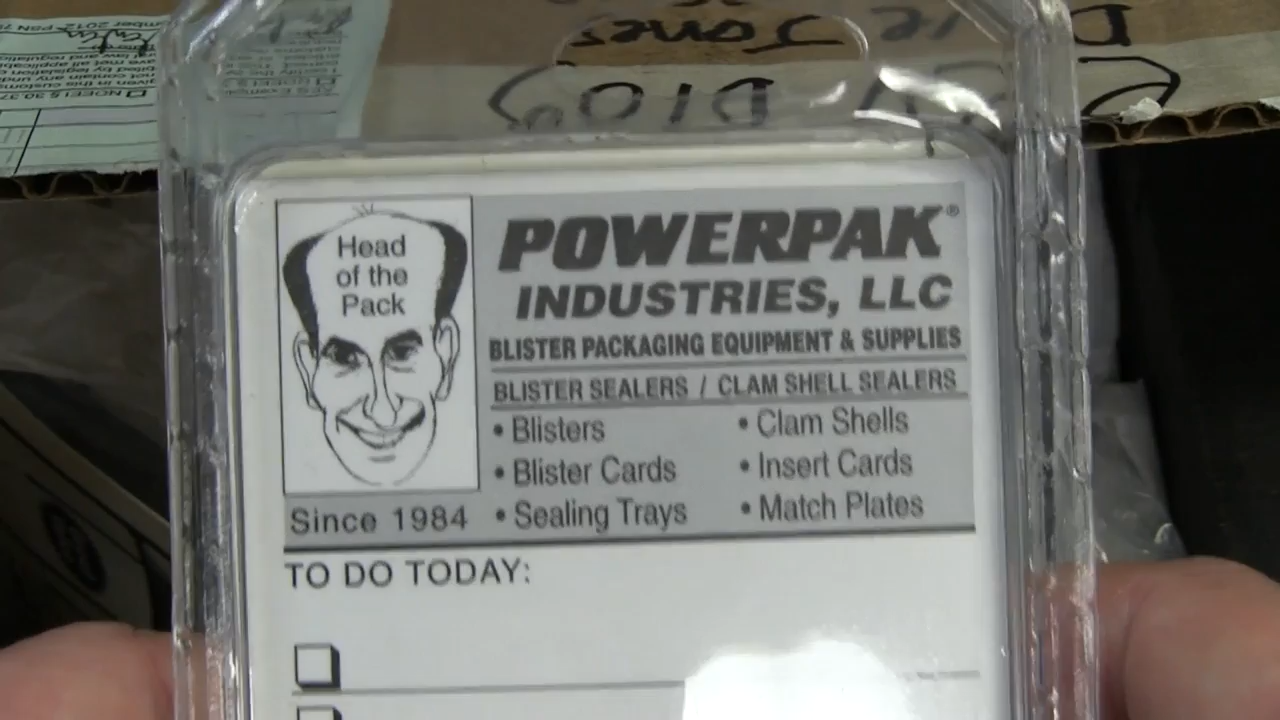 Head
of the
Pack
POWERPAK®
INDUSTRIES, LLC
BLISTER PACKAGING EQUIPMENT & SUPPLIES
BLISTER SEALERS / CLAM SHELL SEALERS
• Blisters
• Clam Shells
• Blister Cards
• Insert Cards
Since 1984
• Sealing Trays
• Match Plates
TO DO TODAY: